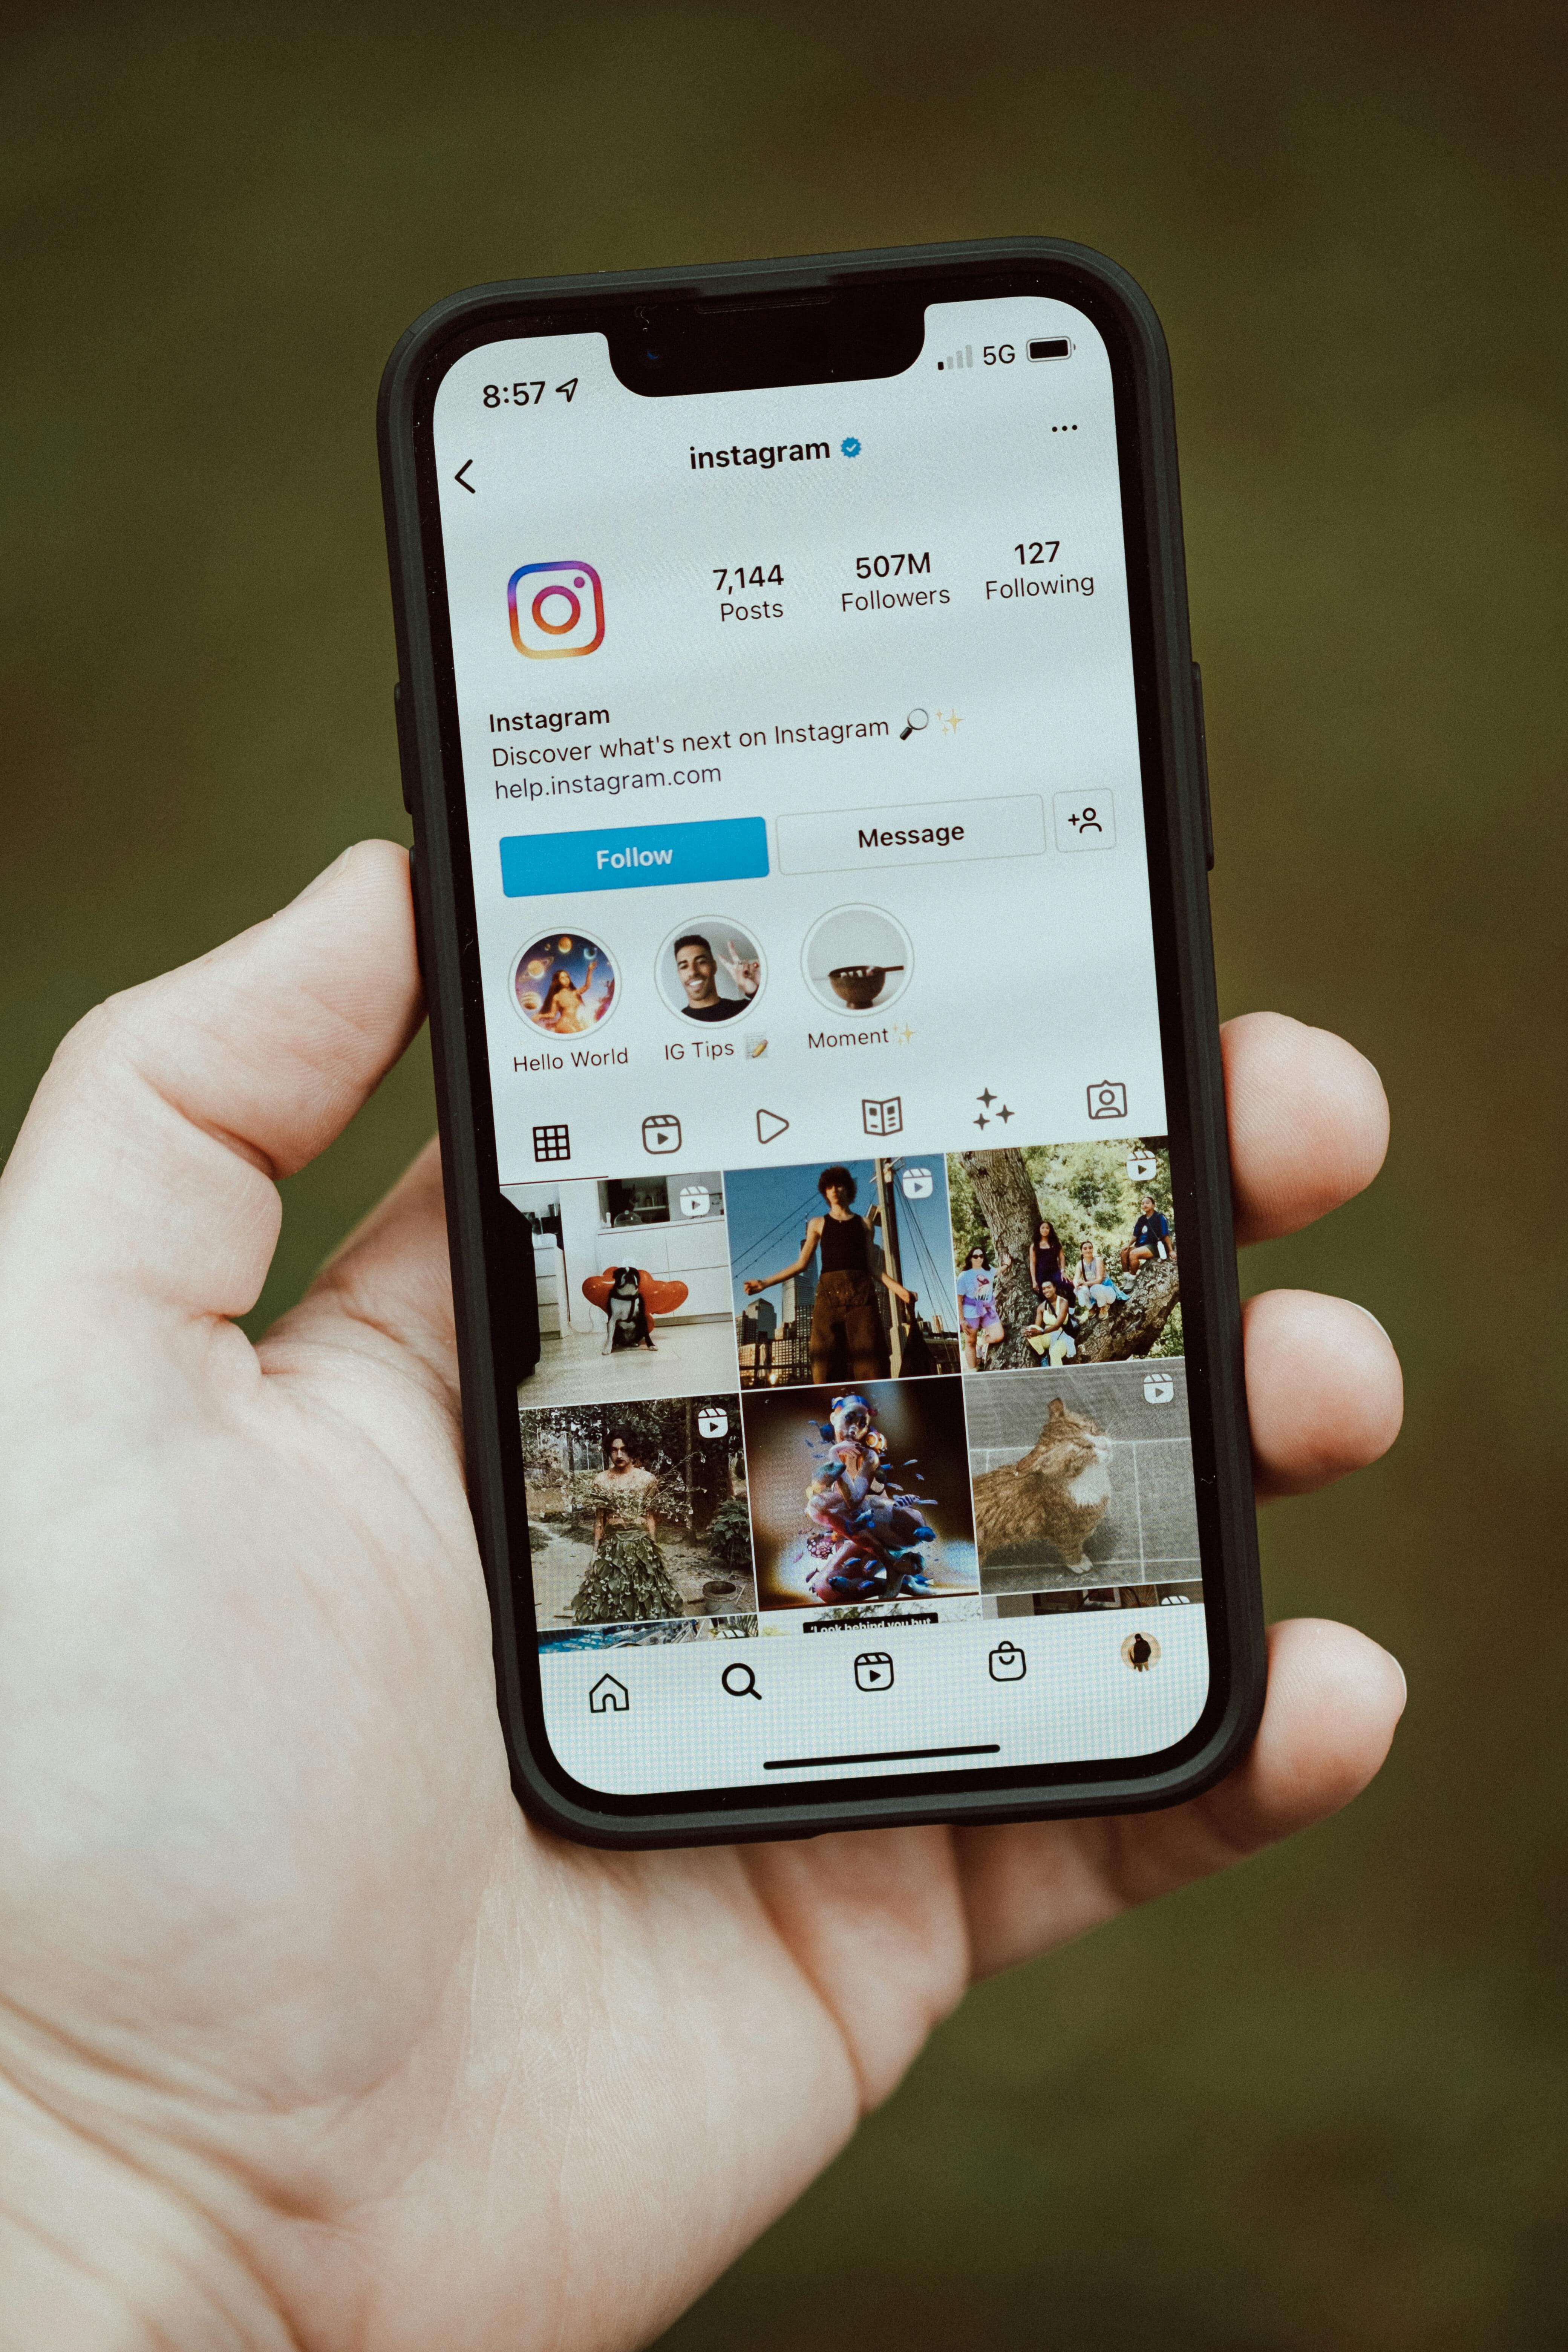 8:57
5G
instagram
7,144
507M
127
Posts
Followers
Following
Instagram
Discover what's next on Instagram 🔎✨
help.instagram.com
Follow
Message
Hello World
IG Tips 📝
Moment✨
'Look behind you but